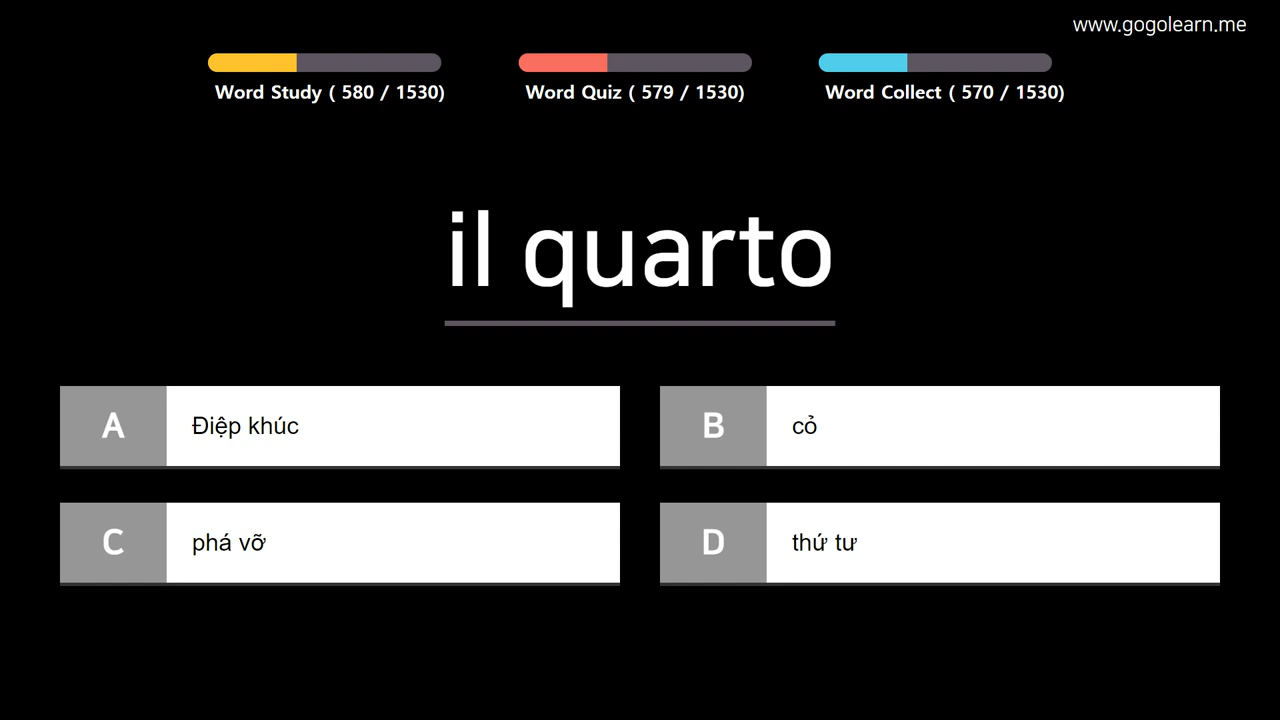 www.gogolearn.me
Word Study ( 580 / 1530)
Word Quiz ( 579 / 1530)
Word Collect ( 570 / 1530)
il quarto
A Điệp khúc
B cỏ
C phá vỡ
D thứ tư